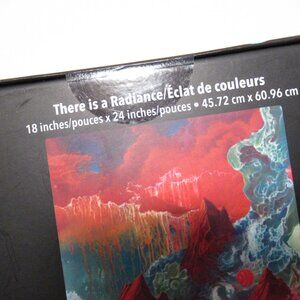 There is a Radiance/Éclat de couleurs
18 inches/pouces x 24 inches/pouces • 45.72 cm x 60.96 cm